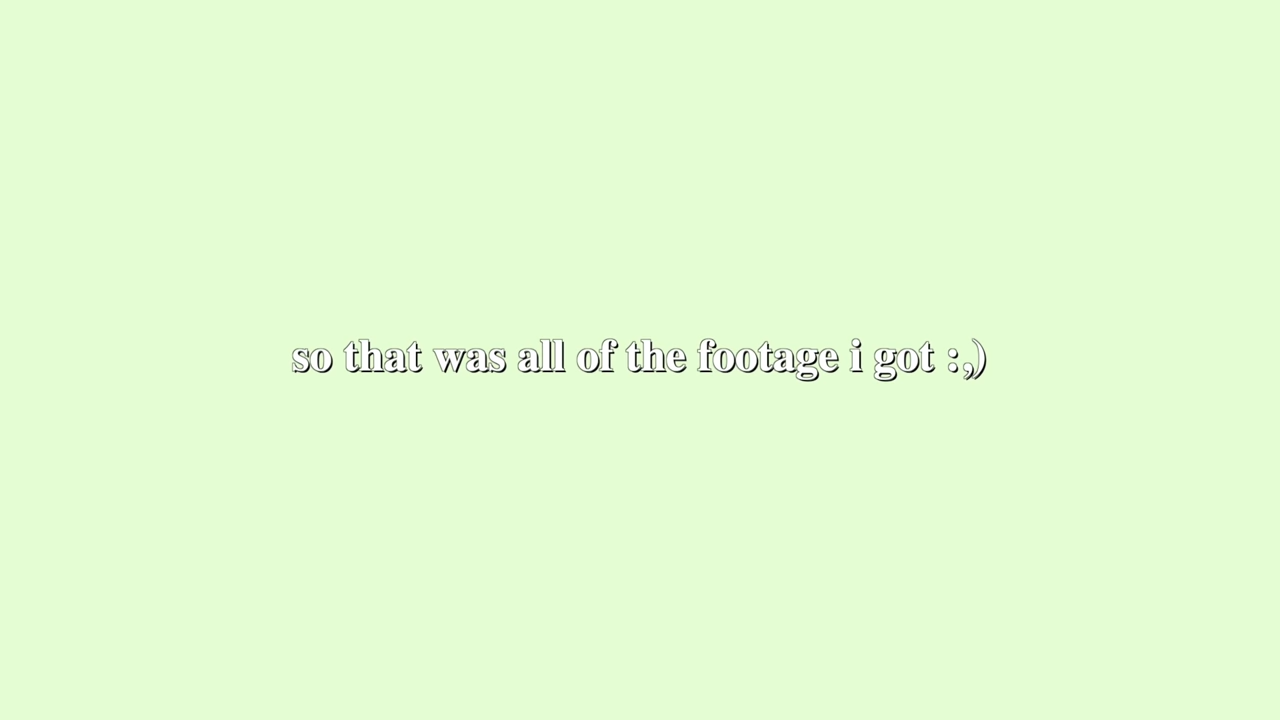 so that was all of the footage i got :,)